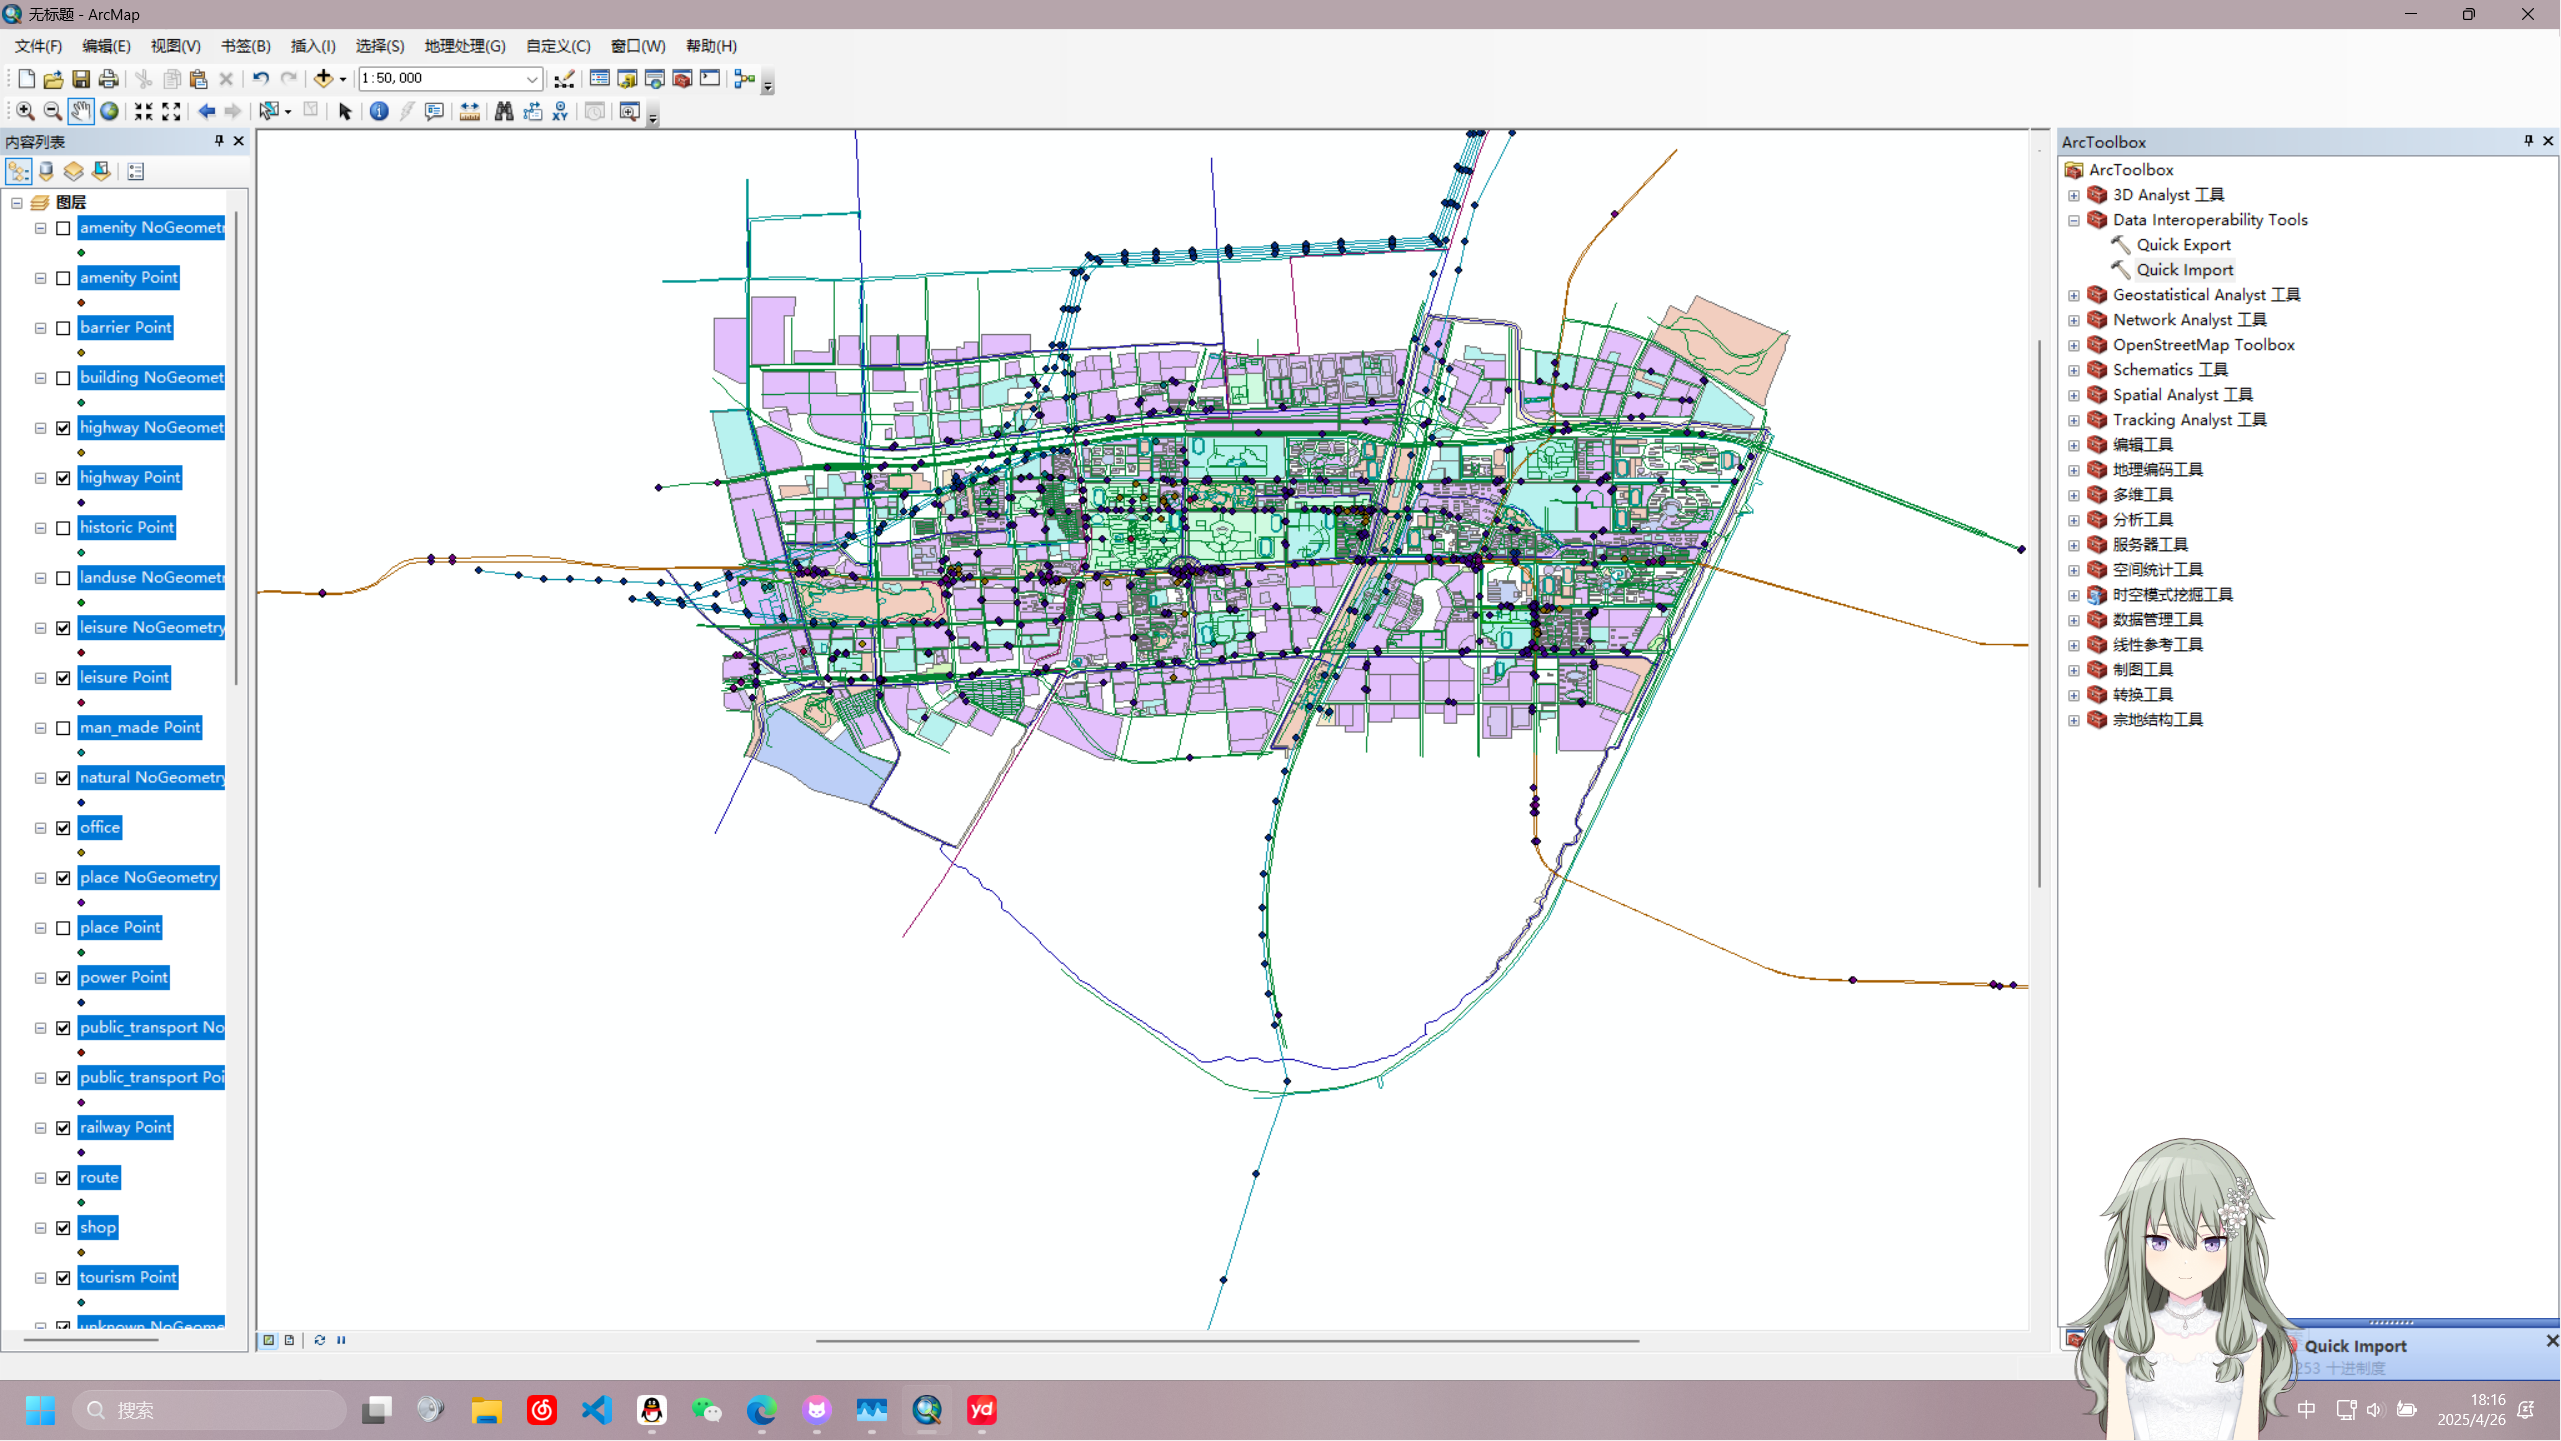 无标题 - ArcMap
文件(F) 编辑(E) 视图(V) 书签(B) 插入(I) 选择(S) 地理处理(G) 自定义(C) 窗口(W) 帮助(H)
1:50,000
内容列表
图层
amenity NoGeometr
amenity Point
barrier Point
building NoGeomet
highway NoGeomet
highway Point
historic Point
landuse NoGeometr
leisure NoGeometry
leisure Point
man_made Point
natural NoGeometry
office
place NoGeometry
place Point
power Point
public_transport No
public_transport Poi
railway Point
route
shop
tourism Point
unknown NoGeome
ArcToolbox
ArcToolbox
3D Analyst 工具
Data Interoperability Tools
Quick Export
Quick Import
Geostatistical Analyst 工具
Network Analyst 工具
OpenStreetMap Toolbox
Schematics 工具
Spatial Analyst 工具
Tracking Analyst 工具
编辑工具
地理编码工具
多维工具
分析工具
服务器工具
空间统计工具
时空模式挖掘工具
数据管理工具
线性参考工具
制图工具
转换工具
宗地结构工具
Quick Import
253 十进制度
搜索
yd
中
18:16
2025/4/26